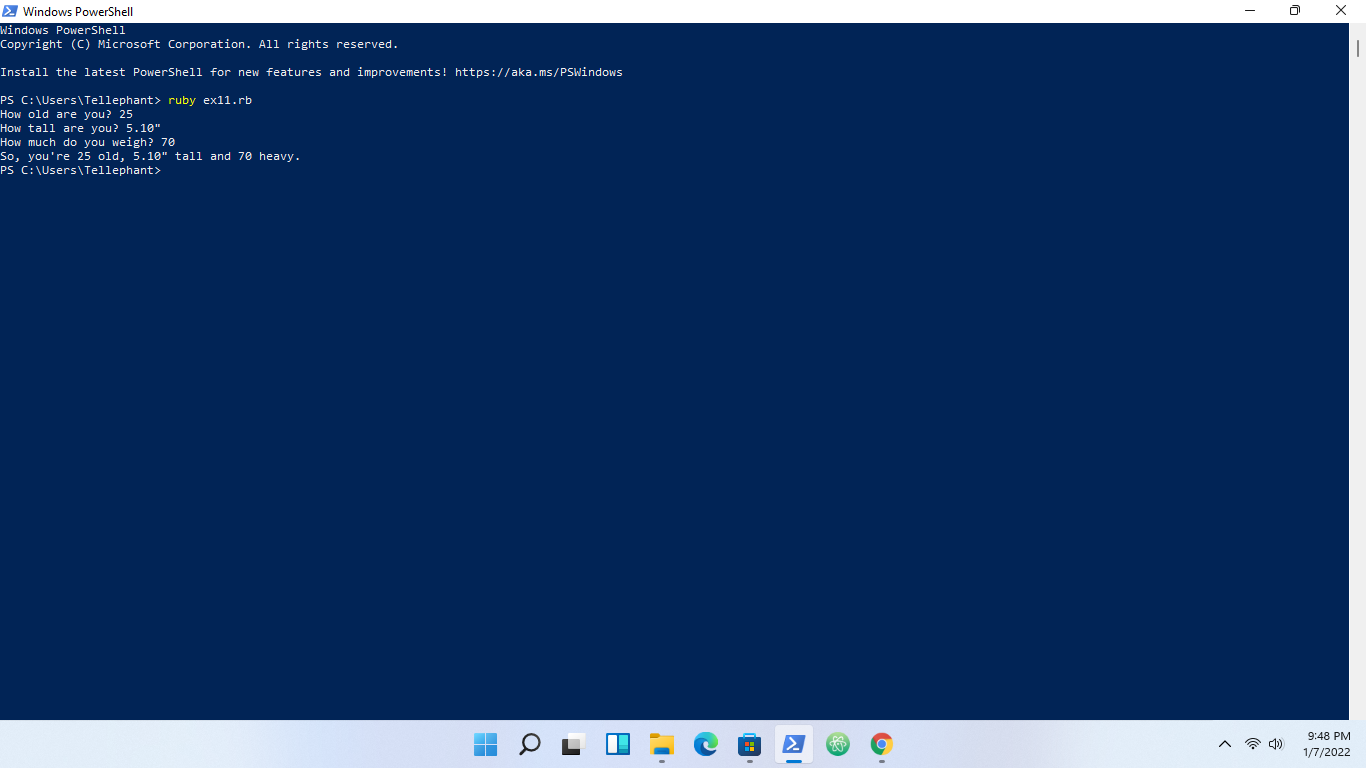 Windows PowerShell
Windows PowerShell
Copyright (C) Microsoft Corporation. All rights reserved.
Install the latest PowerShell for new features and improvements! https://aka.ms/PSWindows
PS C:\Users\Tellephant> ruby ex11.rb
How old are you? 25
How tall are you? 5.10"
How much do you weigh? 70
So, you're 25 old, 5.10" tall and 70 heavy.
PS C:\Users\Tellephant>
9:48 PM
1/7/2022